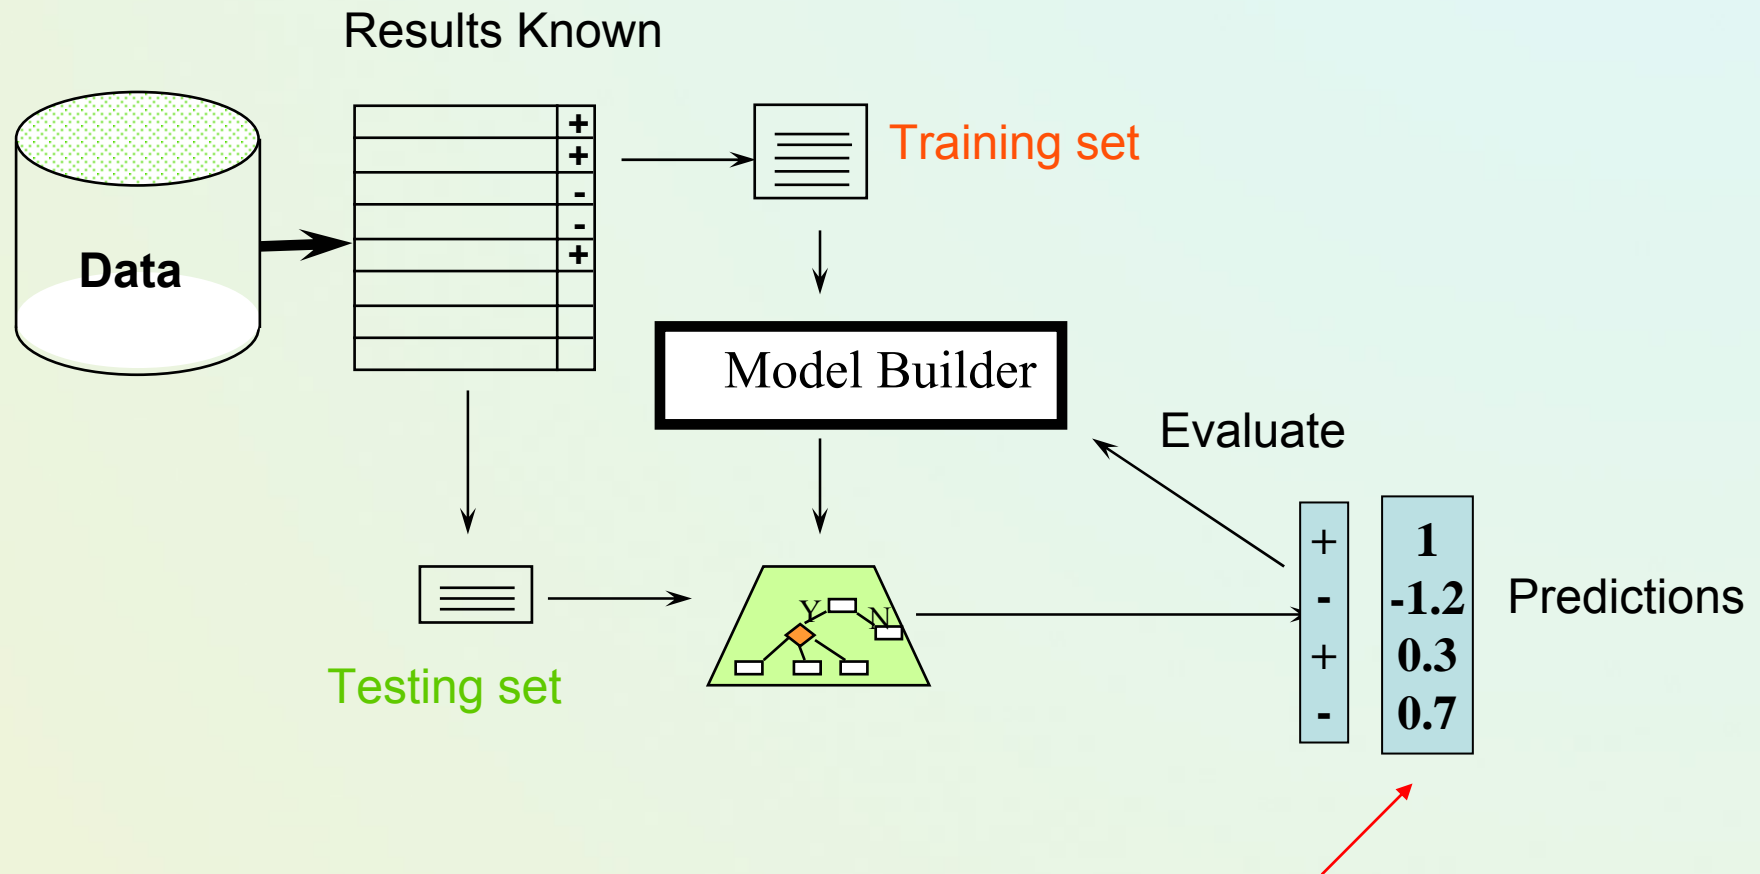 Results Known
+
+
-
-
+
Training set
Data
Model Builder
Evaluate
Y
N
+
-
+
-
1
-1.2
0.3
0.7
Predictions
Testing set